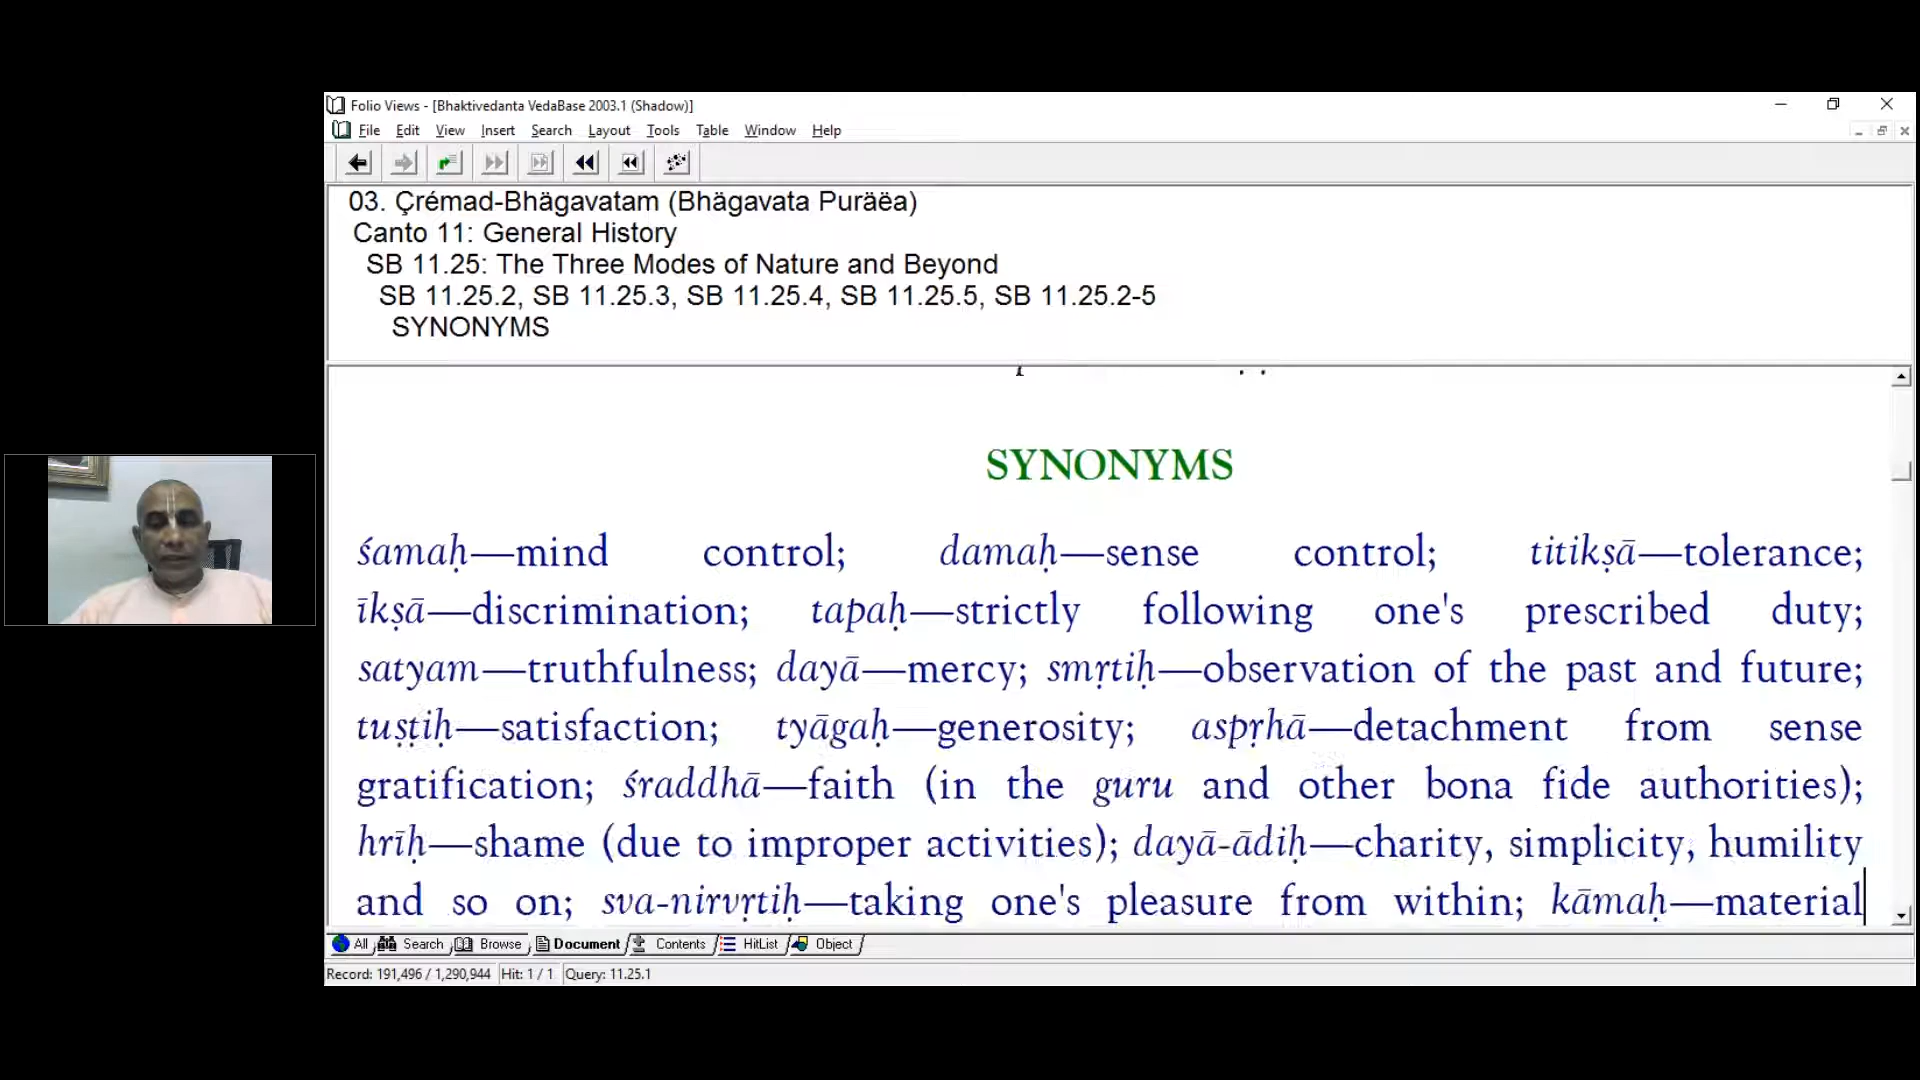 Folio Views - [Bhaktivedanta VedaBase 2003.1 (Shadow)]
File Edit View Insert Search Layout Tools Table Window Help
03. Çrémad-Bhägavatam (Bhägavata Puräëa)
Canto 11: General History
SB 11.25: The Three Modes of Nature and Beyond
SB 11.25.2, SB 11.25.3, SB 11.25.4, SB 11.25.5, SB 11.25.2-5
SYNONYMS
SYNONYMS
śamaḥ—mind control; damaḥ—sense control; titikṣā—tolerance;
īkṣā—discrimination; tapaḥ—strictly following one's prescribed duty;
satyam—truthfulness; dayā—mercy; smṛtiḥ—observation of the past and future;
tuṣṭiḥ—satisfaction; tyāgaḥ—generosity; aspṛhā—detachment from sense
gratification; śraddhā—faith (in the guru and other bona fide authorities);
hrīḥ—shame (due to improper activities); dayā-ādiḥ—charity, simplicity, humility
and so on; sva-nirvṛtiḥ—taking one's pleasure from within; kāmaḥ—material
All Search Browse Document Contents HitList Object
Record: 191,496 / 1,290,944 Hit: 1 / 1 Query: 11.25.1